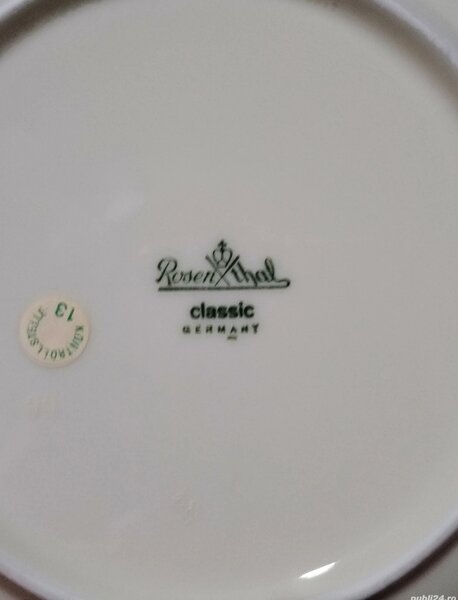 Rosenthal
classic
GERMANY
KONTROLLSTELLE
13
publi24.ro